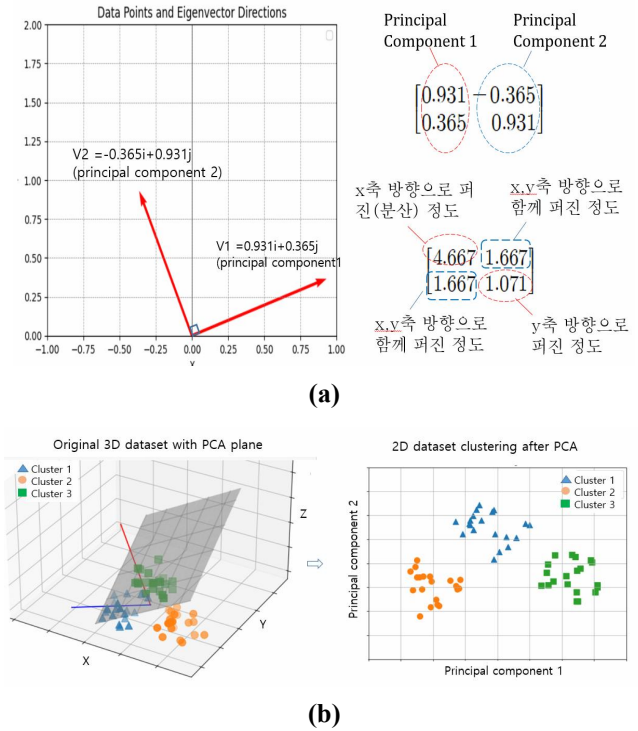 Data Points and Eigenvector Directions
2.00
1.75
1.50
1.25
1.00
0.75
0.50
0.25
0.00
V2 =-0.365i+0.931j
(principal component 2)
V1 =0.931i+0.365j
(principal component1
−1.00 −0.75 −0.50 −0.25 0.00 0.25 0.50 0.75 1.00
Principal
Component 1
Principal
Component 2
0.931 − 0.365
0.365 0.931
x축 방향으로 퍼
진(분산) 정도
x,y축 방향으로
함께 퍼진 정도
4.667 1.667
1.667 1.071
x,y축 방향으로
함께 퍼진 정도
y축 방향으로
퍼진 정도
(a)
Original 3D dataset with PCA plane
Cluster 1
Cluster 2
Cluster 3
Z
Y
X
2D dataset clustering after PCA
Cluster 1
Cluster 2
Cluster 3
Principal component 2
Principal component 1
(b)